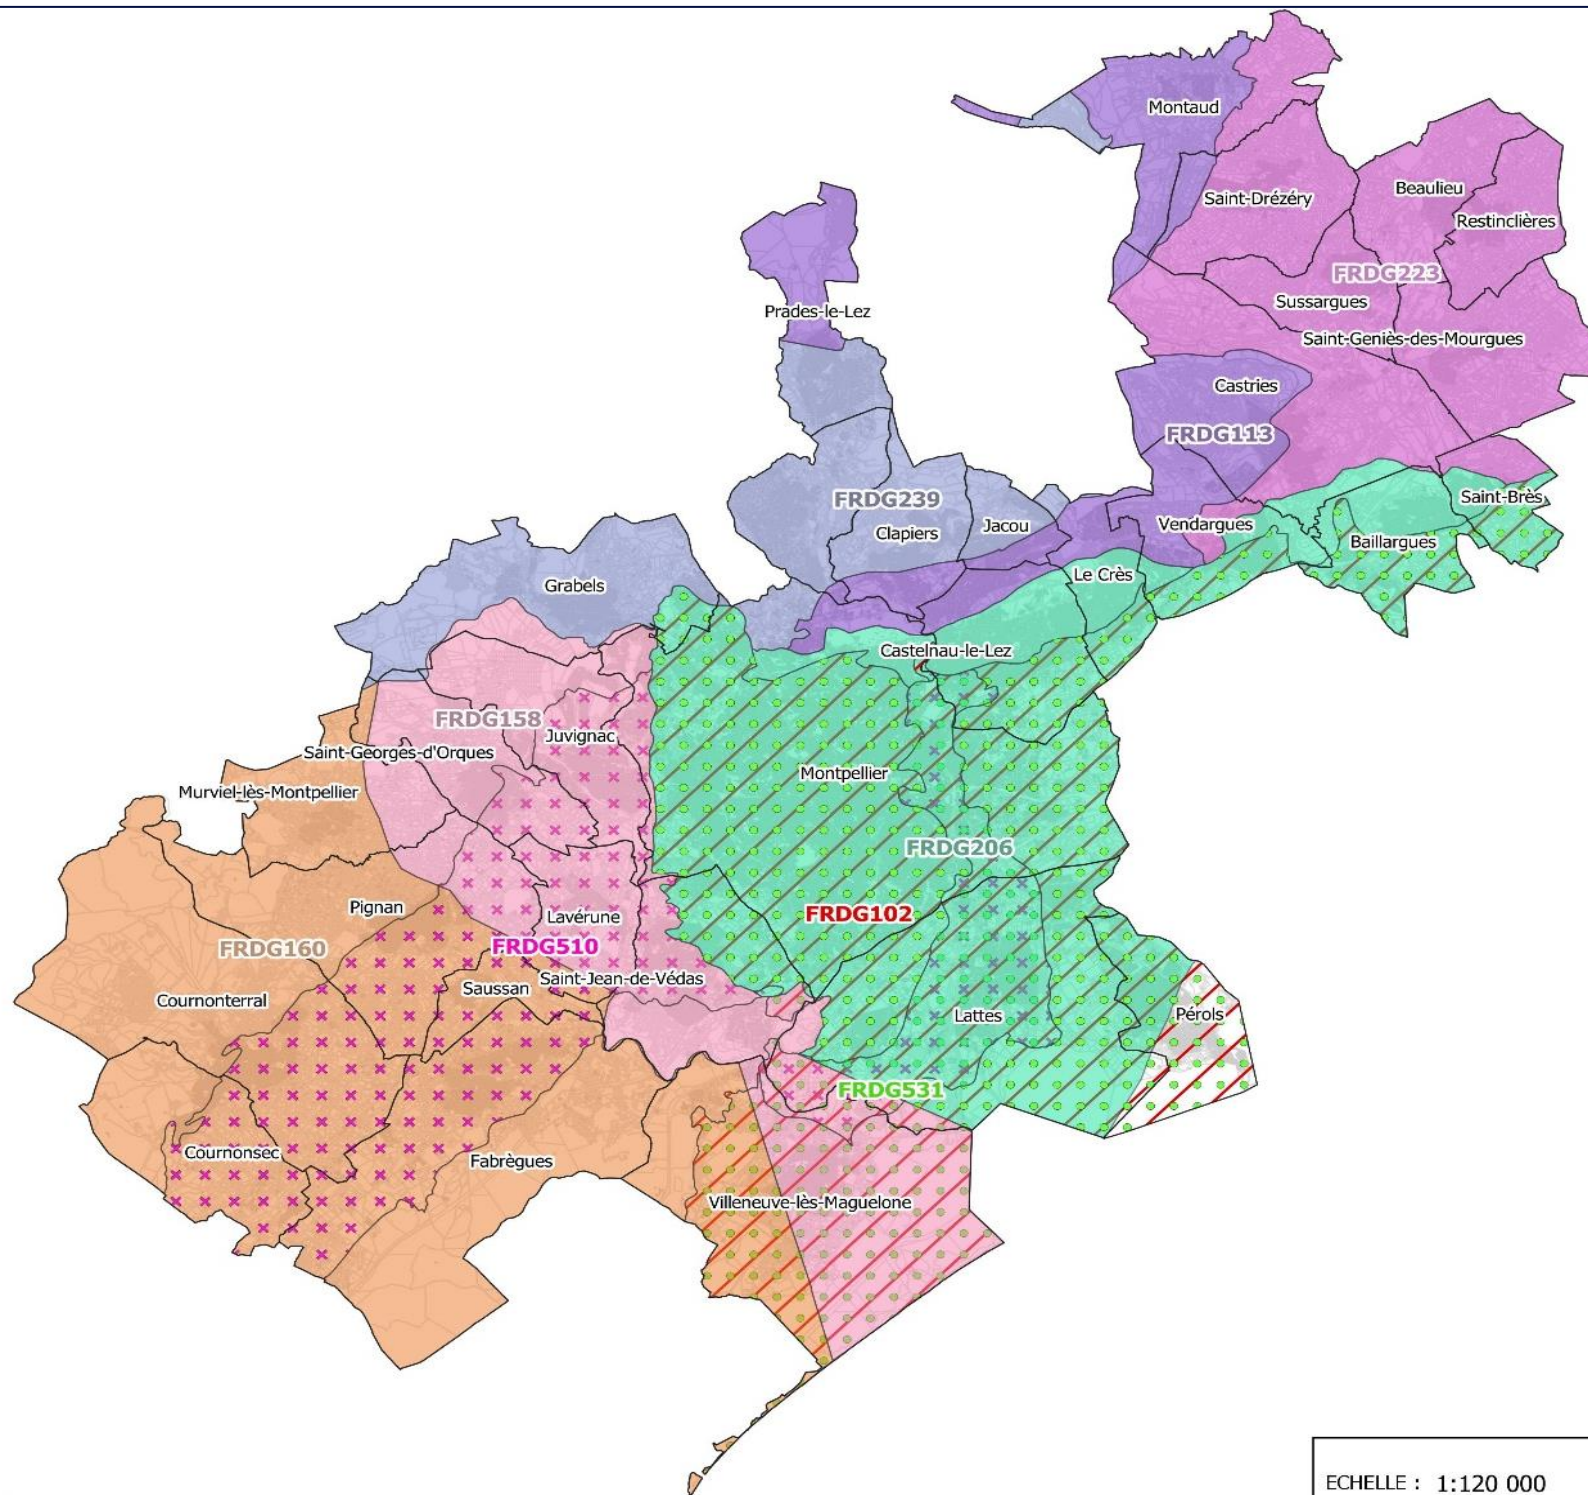 Montaud
Saint-Drézéry
Beaulieu
Restinclières
FRDG223
Sussargues
Prades-le-Lez
Saint-Geniès-des-Mourgues
Castries
FRDG113
FRDG239
Clapiers
Jacou
Vendargues
Saint-Brès
Baillargues
Le Crès
Grabels
Castelnau-le-Lez
FRDG158
Juvignac
Saint-Georges-d'Orques
Montpellier
Murviel-lès-Montpellier
FRDG206
Pignan
Lavérune
FRDG102
FRDG160
FRDG510
Saint-Jean-de-Védas
Saussan
Cournonterral
Lattes
Pérols
FRDG531
Cournonsec
Fabrègues
Villeneuve-lès-Maguelone
ECHELLE : 1:120 000